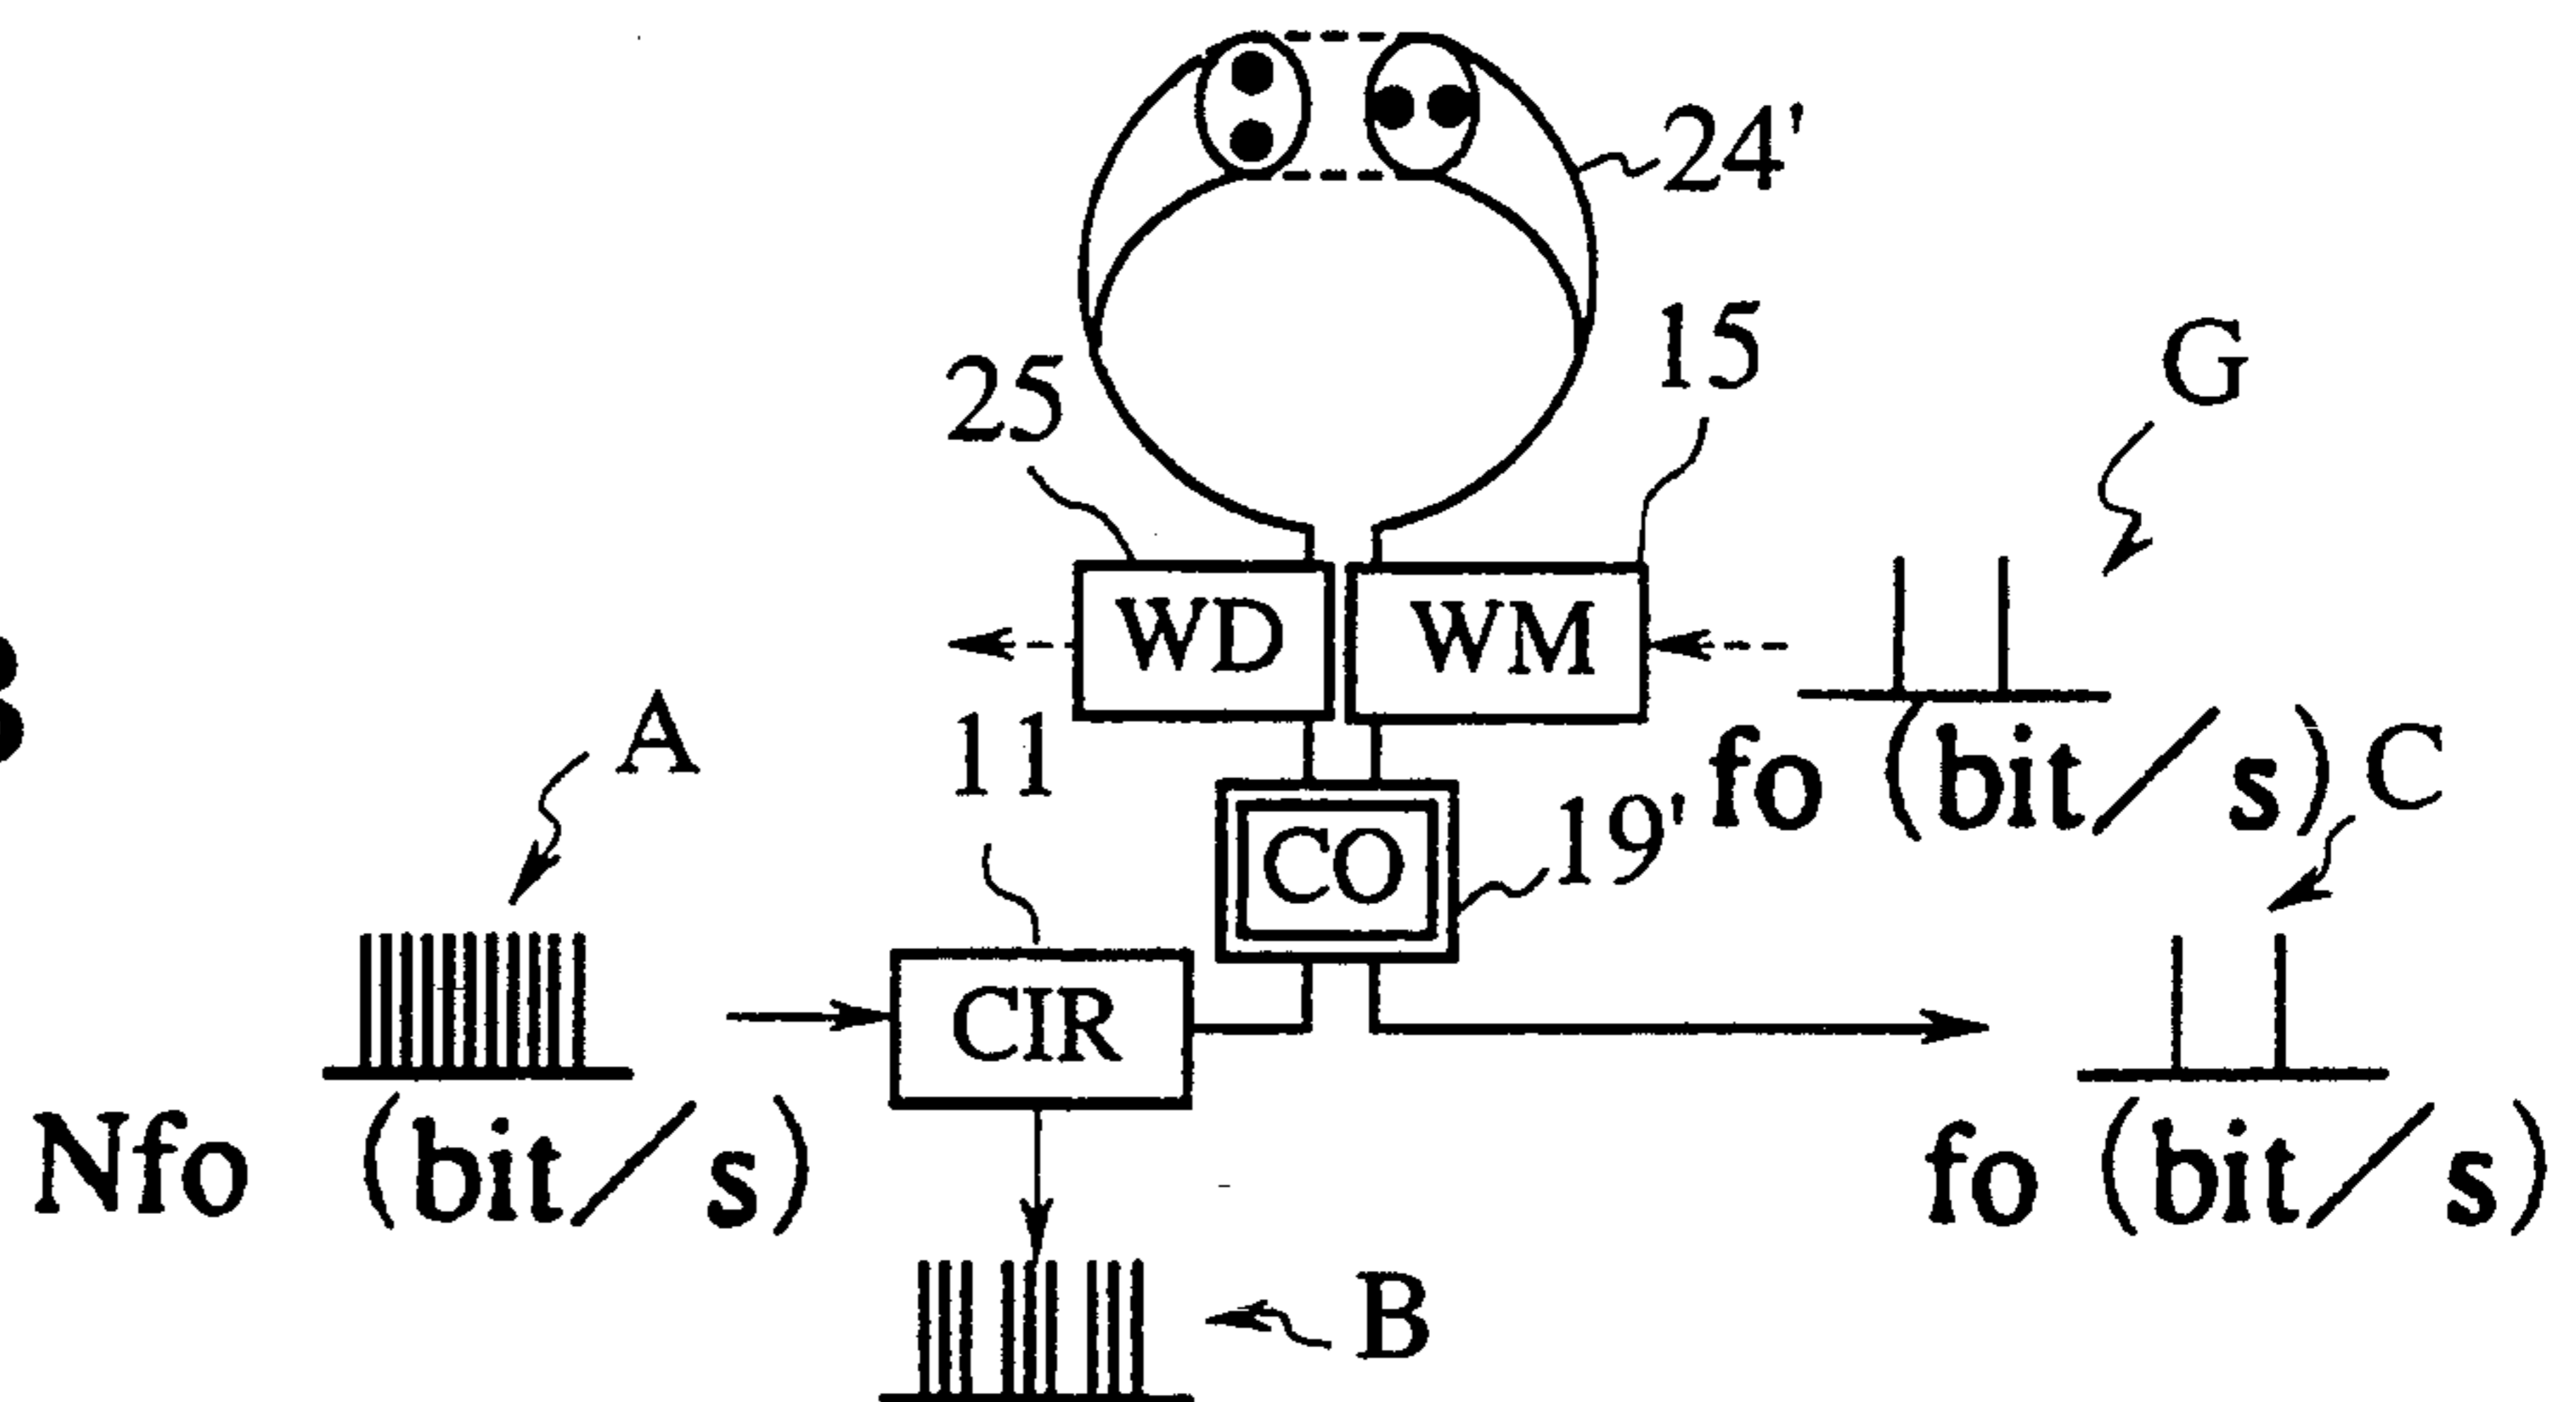 24'
15
25
G
WD
WM
A
11
fo (bit/s)
C
CO
19'
CIR
Nfo (bit/s)
fo (bit/s)
B